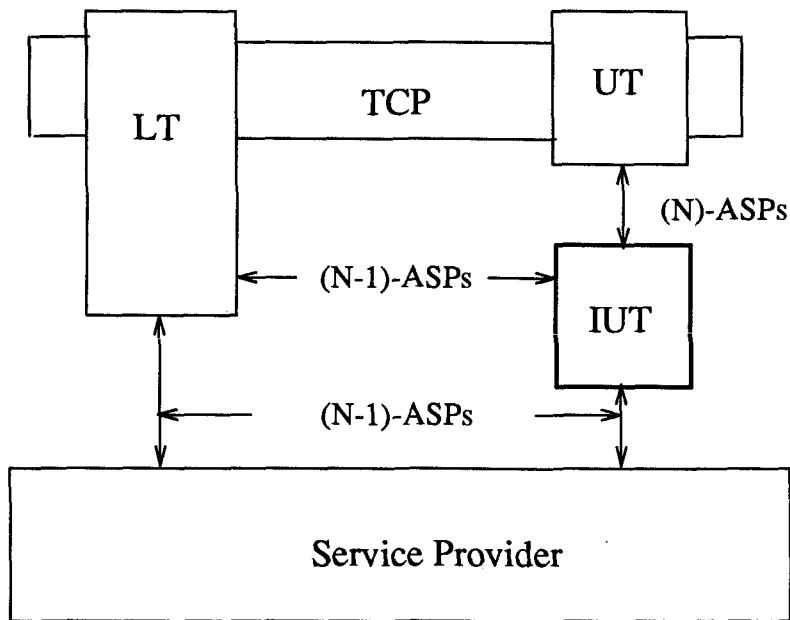 LT
TCP
UT
(N)-ASPs
(N-1)-ASPs
IUT
(N-1)-ASPs
Service Provider